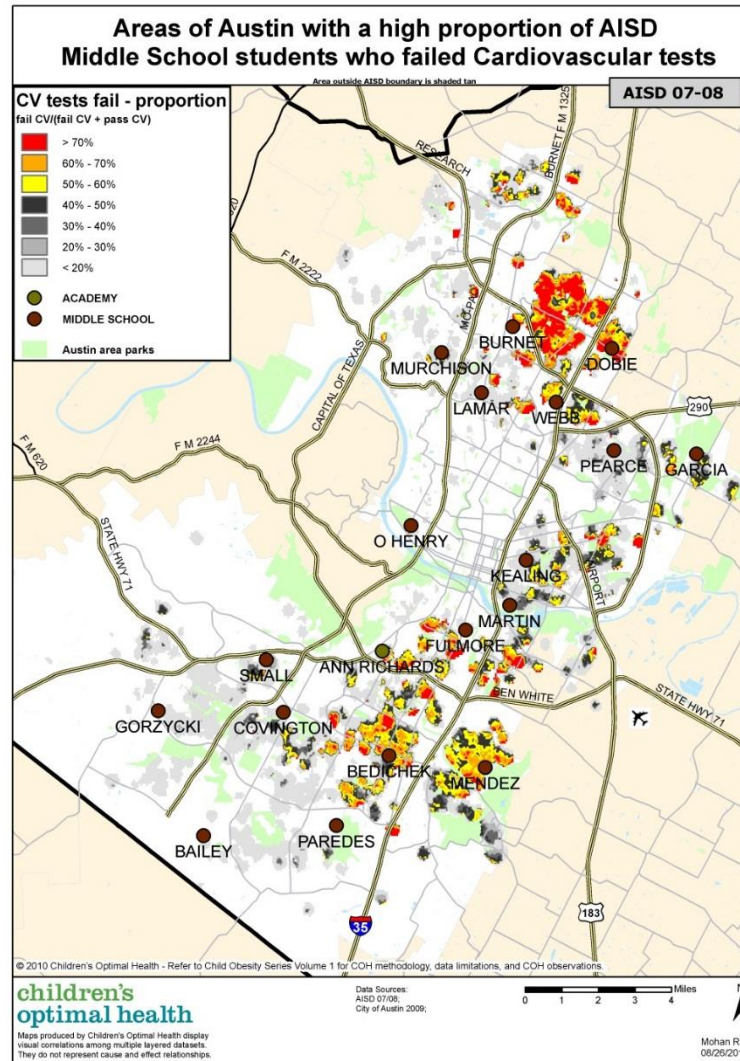 Areas of Austin with a high proportion of AISD
Middle School students who failed Cardiovascular tests
Area outside AISD boundary is shaded tan
AISD 07-08
CV tests fail - proportion
fail CV/(fail CV + pass CV)
> 70%
60% - 70%
50% - 60%
40% - 50%
30% - 40%
20% - 30%
< 20%
ACADEMY
MIDDLE SCHOOL
Austin area parks
BURNET
F M 1325
RESEARCH
F M 2222
MO-PAC
CAPITAL OF TEXAS
BURNET
DOBIE
MURCHISON
LAMAR
WEBB
290
F M 2244
F M 620
PEARCE
GARCIA
STATE HWY 71
O HENRY
KEALING
AIRPORT
MARTIN
FULMORE
ANN RICHARDS
SMALL
BEN WHITE
STATE HWY 71
GORZYCKI
COVINGTON
BEDICHEK
MENDEZ
BAILEY
PAREDES
35
183
© 2010 Children's Optimal Health - Refer to Child Obesity Series Volume 1 for COH methodology, data limitations, and COH observations.
children's
optimal health
Maps produced by Children's Optimal Health display
visual correlations among multiple layered datasets.
They do not represent cause and effect relationships.
Data Sources:
AISD 07/08;
City of Austin 2009;
Miles
0 1 2 3 4
N
Mohan R
08/26/20